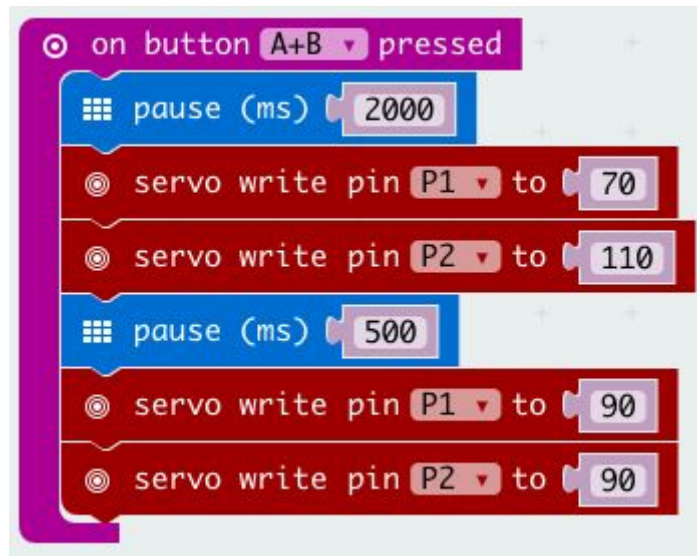 on button A+B pressed
pause (ms) 2000
servo write pin P1 to 70
servo write pin P2 to 110
pause (ms) 500
servo write pin P1 to 90
servo write pin P2 to 90